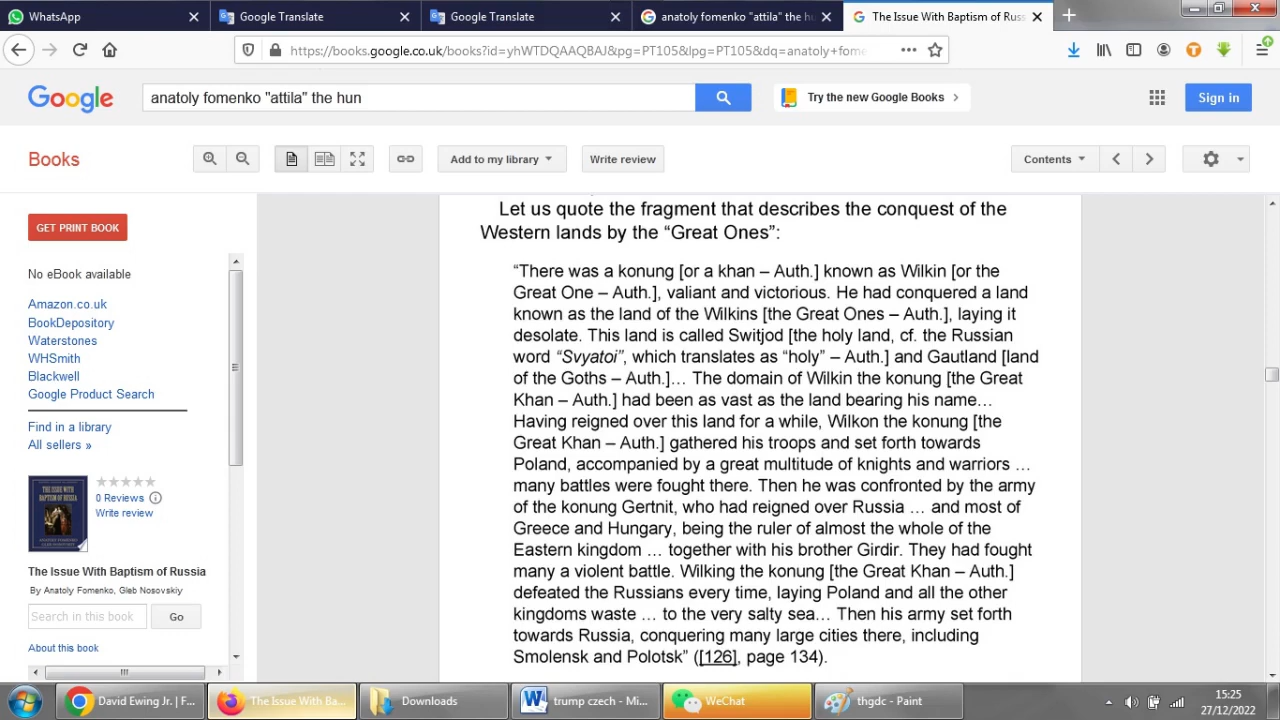 WhatsApp
Google Translate
Google Translate
anatoly fomenko "attila" the hu
The Issue With Baptism of Russ
https://books.google.co.uk/books?id=yhWTDQAAQBAJ&pg=PT105&lpg=PT105&dq=anatoly+fome
Google
anatoly fomenko "attila" the hun
Try the new Google Books
Sign in
Books
Add to my library
Write review
Contents
GET PRINT BOOK
No eBook available
Amazon.co.uk
BookDepository
Waterstones
WHSmith
Blackwell
Google Product Search
Find in a library
All sellers »
THE ISSUE WITH
BAPTISM OF RUSSIA
0 Reviews
Write review
The Issue With Baptism of Russia
By Anatoly Fomenko, Gleb Nosovskiy
Search in this book
Go
About this book
Let us quote the fragment that describes the conquest of the
Western lands by the “Great Ones”:
“There was a konung [or a khan – Auth.] known as Wilkin [or the
Great One – Auth.], valiant and victorious. He had conquered a land
known as the land of the Wilkins [the Great Ones – Auth.], laying it
desolate. This land is called Switjod [the holy land, cf. the Russian
word “Svyatoi”, which translates as “holy” – Auth.] and Gautland [land
of the Goths – Auth.]… The domain of Wilkin the konung [the Great
Khan – Auth.] had been as vast as the land bearing his name…
Having reigned over this land for a while, Wilkon the konung [the
Great Khan – Auth.] gathered his troops and set forth towards
Poland, accompanied by a great multitude of knights and warriors …
many battles were fought there. Then he was confronted by the army
of the konung Gertnit, who had reigned over Russia … and most of
Greece and Hungary, being the ruler of almost the whole of the
Eastern kingdom … together with his brother Girdir. They had fought
many a violent battle. Wilking the konung [the Great Khan – Auth.]
defeated the Russians every time, laying Poland and all the other
kingdoms waste … to the very salty sea… Then his army set forth
towards Russia, conquering many large cities there, including
Smolensk and Polotsk” ([126], page 134).
David Ewing Jr. | F...
The Issue With Ba...
Downloads
trump czech - Mi...
WeChat
thgdc - Paint
15:25
27/12/2022